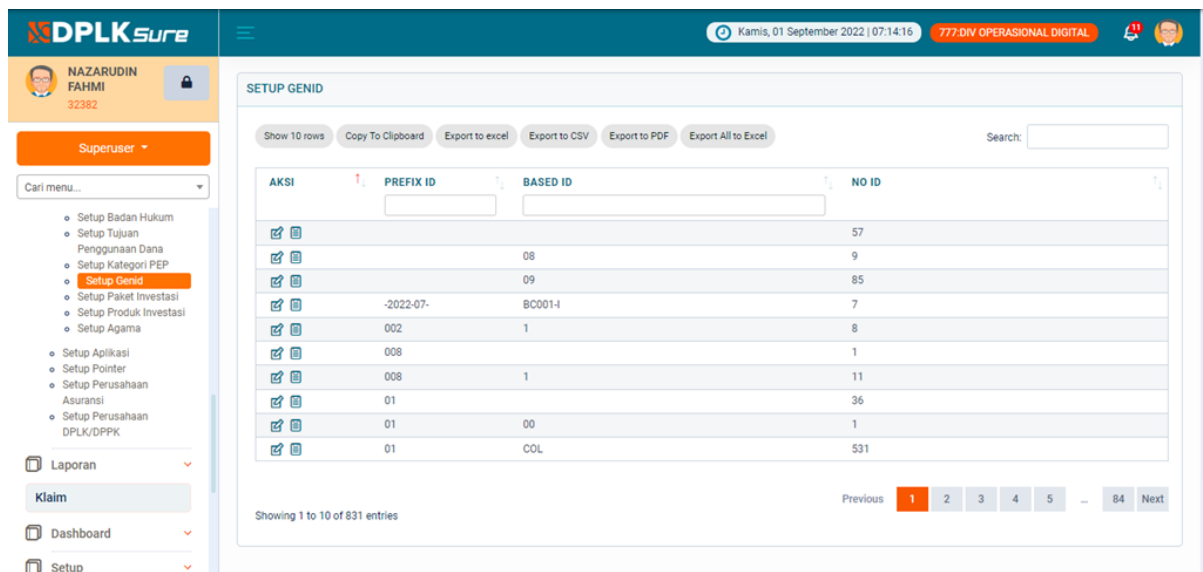 DPLKSure
Kamis, 01 September 2022 | 07:14:16
777:DIV OPERASIONAL DIGITAL
11
NAZARUDIN
FAHMI
32382
Superuser
Cari menu...
Setup Badan Hukum
Setup Tujuan
Penggunaan Dana
Setup Kategori PEP
Setup Genid
Setup Paket Investasi
Setup Produk Investasi
Setup Agama
Setup Aplikasi
Setup Pointer
Setup Perusahaan
Asuransi
Setup Perusahaan
DPLK/DPPK
Laporan
Klaim
Dashboard
Setup
SETUP GENID
Show 10 rows Copy To Clipboard Export to excel Export to CSV Export to PDF Export All to Excel Search:
AKSI PREFIX ID BASED ID NO ID
57
08 9
09 85
-2022-07- BC001-I 7
002 1 8
008 1
008 1 11
01 36
01 00 1
01 COL 531
Previous 1 2 3 4 5 ... 84 Next
Showing 1 to 10 of 831 entries